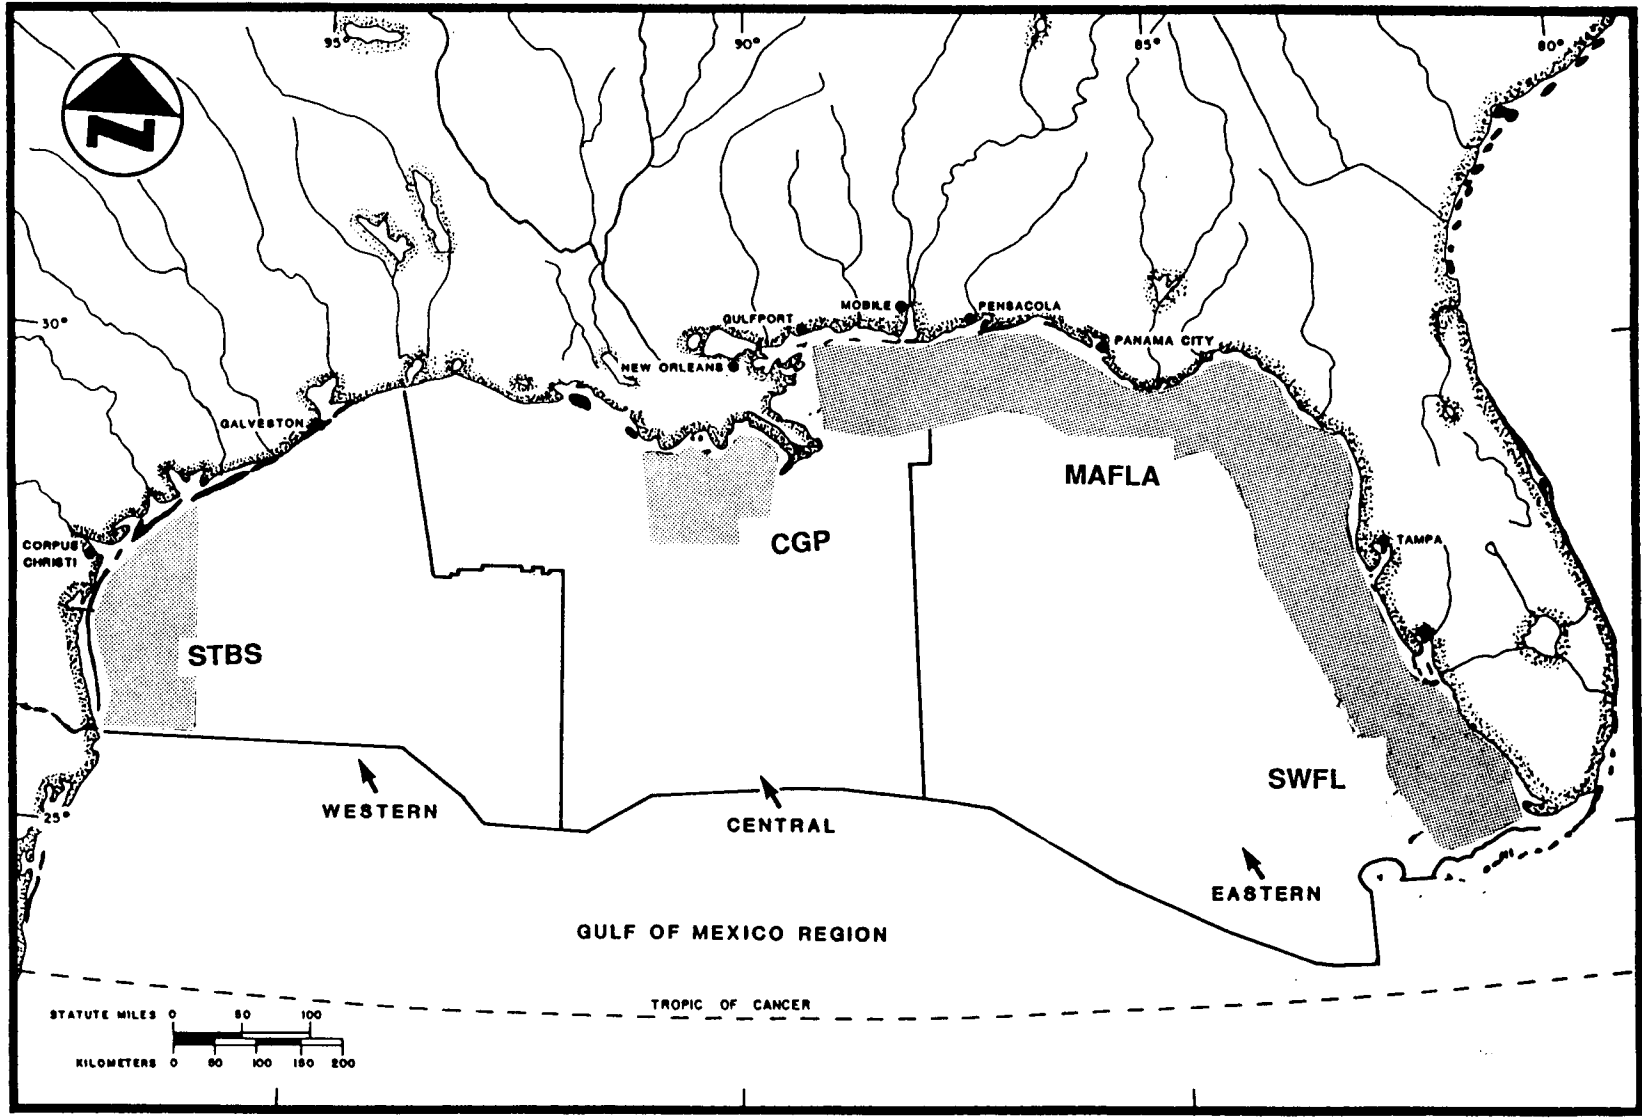 95°
90°
85°
80°
N
30°
MOBILE
PENSACOLA
GULFPORT
PANAMA CITY
NEW ORLEANS
GALVESTON
MAFLA
CORPUS
CHRISTI
CGP
TAMPA
STBS
SWFL
WESTERN
25°
CENTRAL
EASTERN
GULF OF MEXICO REGION
TROPIC OF CANCER
STATUTE MILES 0 50 100
KILOMETERS 0 50 100 150 200